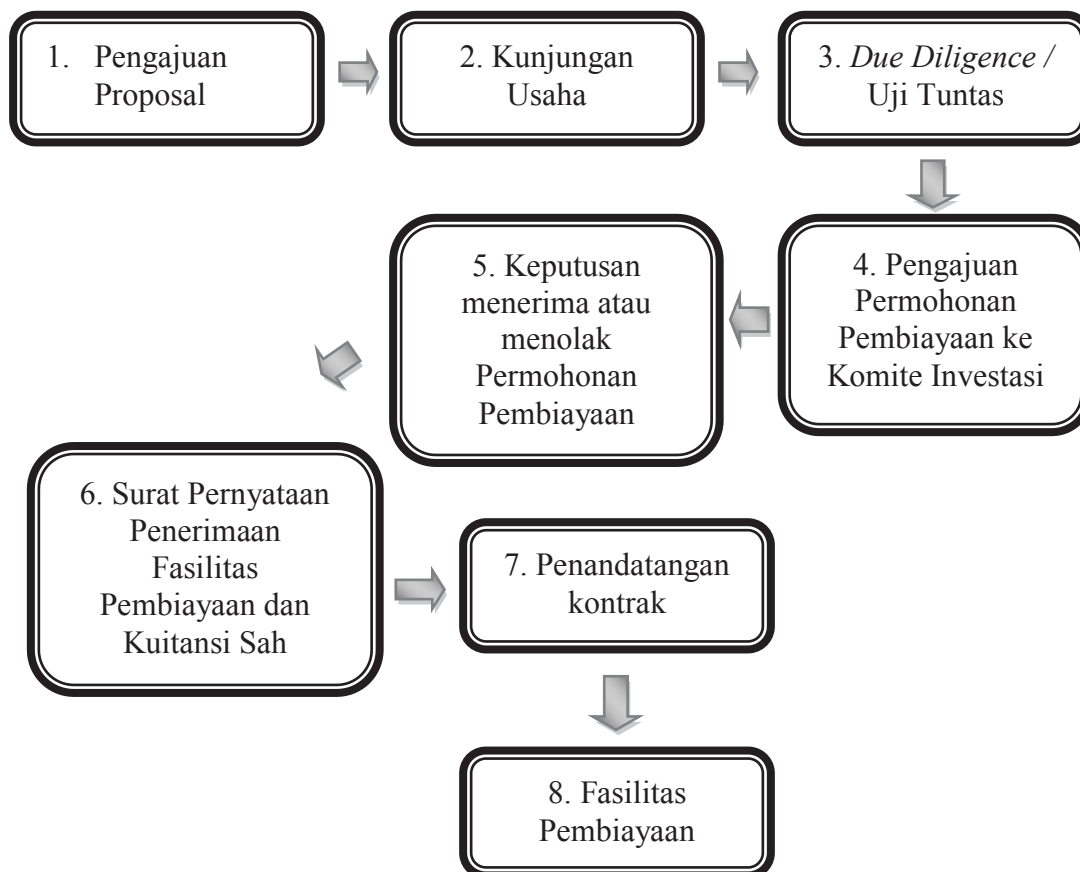 1. Pengajuan
Proposal
2. Kunjungan
Usaha
3. Due Diligence /
Uji Tuntas
4. Pengajuan
Permohonan
Pembiayaan ke
Komite Investasi
5. Keputusan
menerima atau
menolak
Permohonan
Pembiayaan
6. Surat Pernyataan
Penerimaan
Fasilitas
Pembiayaan dan
Kuitansi Sah
7. Penandatangan
kontrak
8. Fasilitas
Pembiayaan